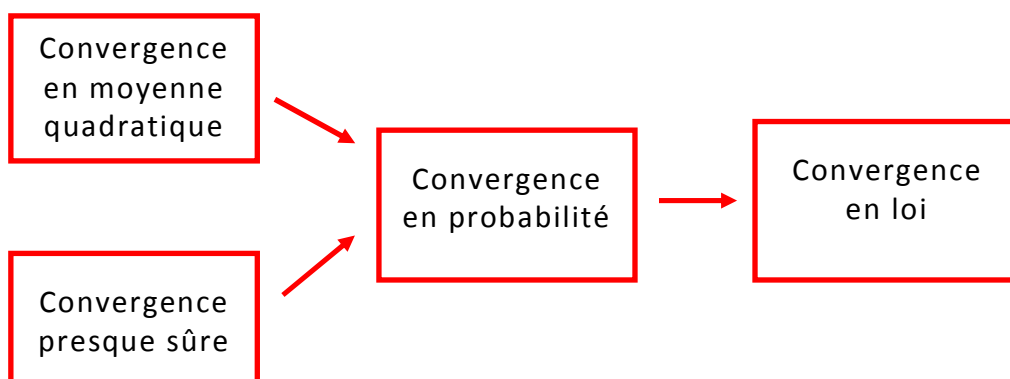 Convergence
en moyenne
quadratique
Convergence
presque sûre
Convergence
en probabilité
Convergence
en loi